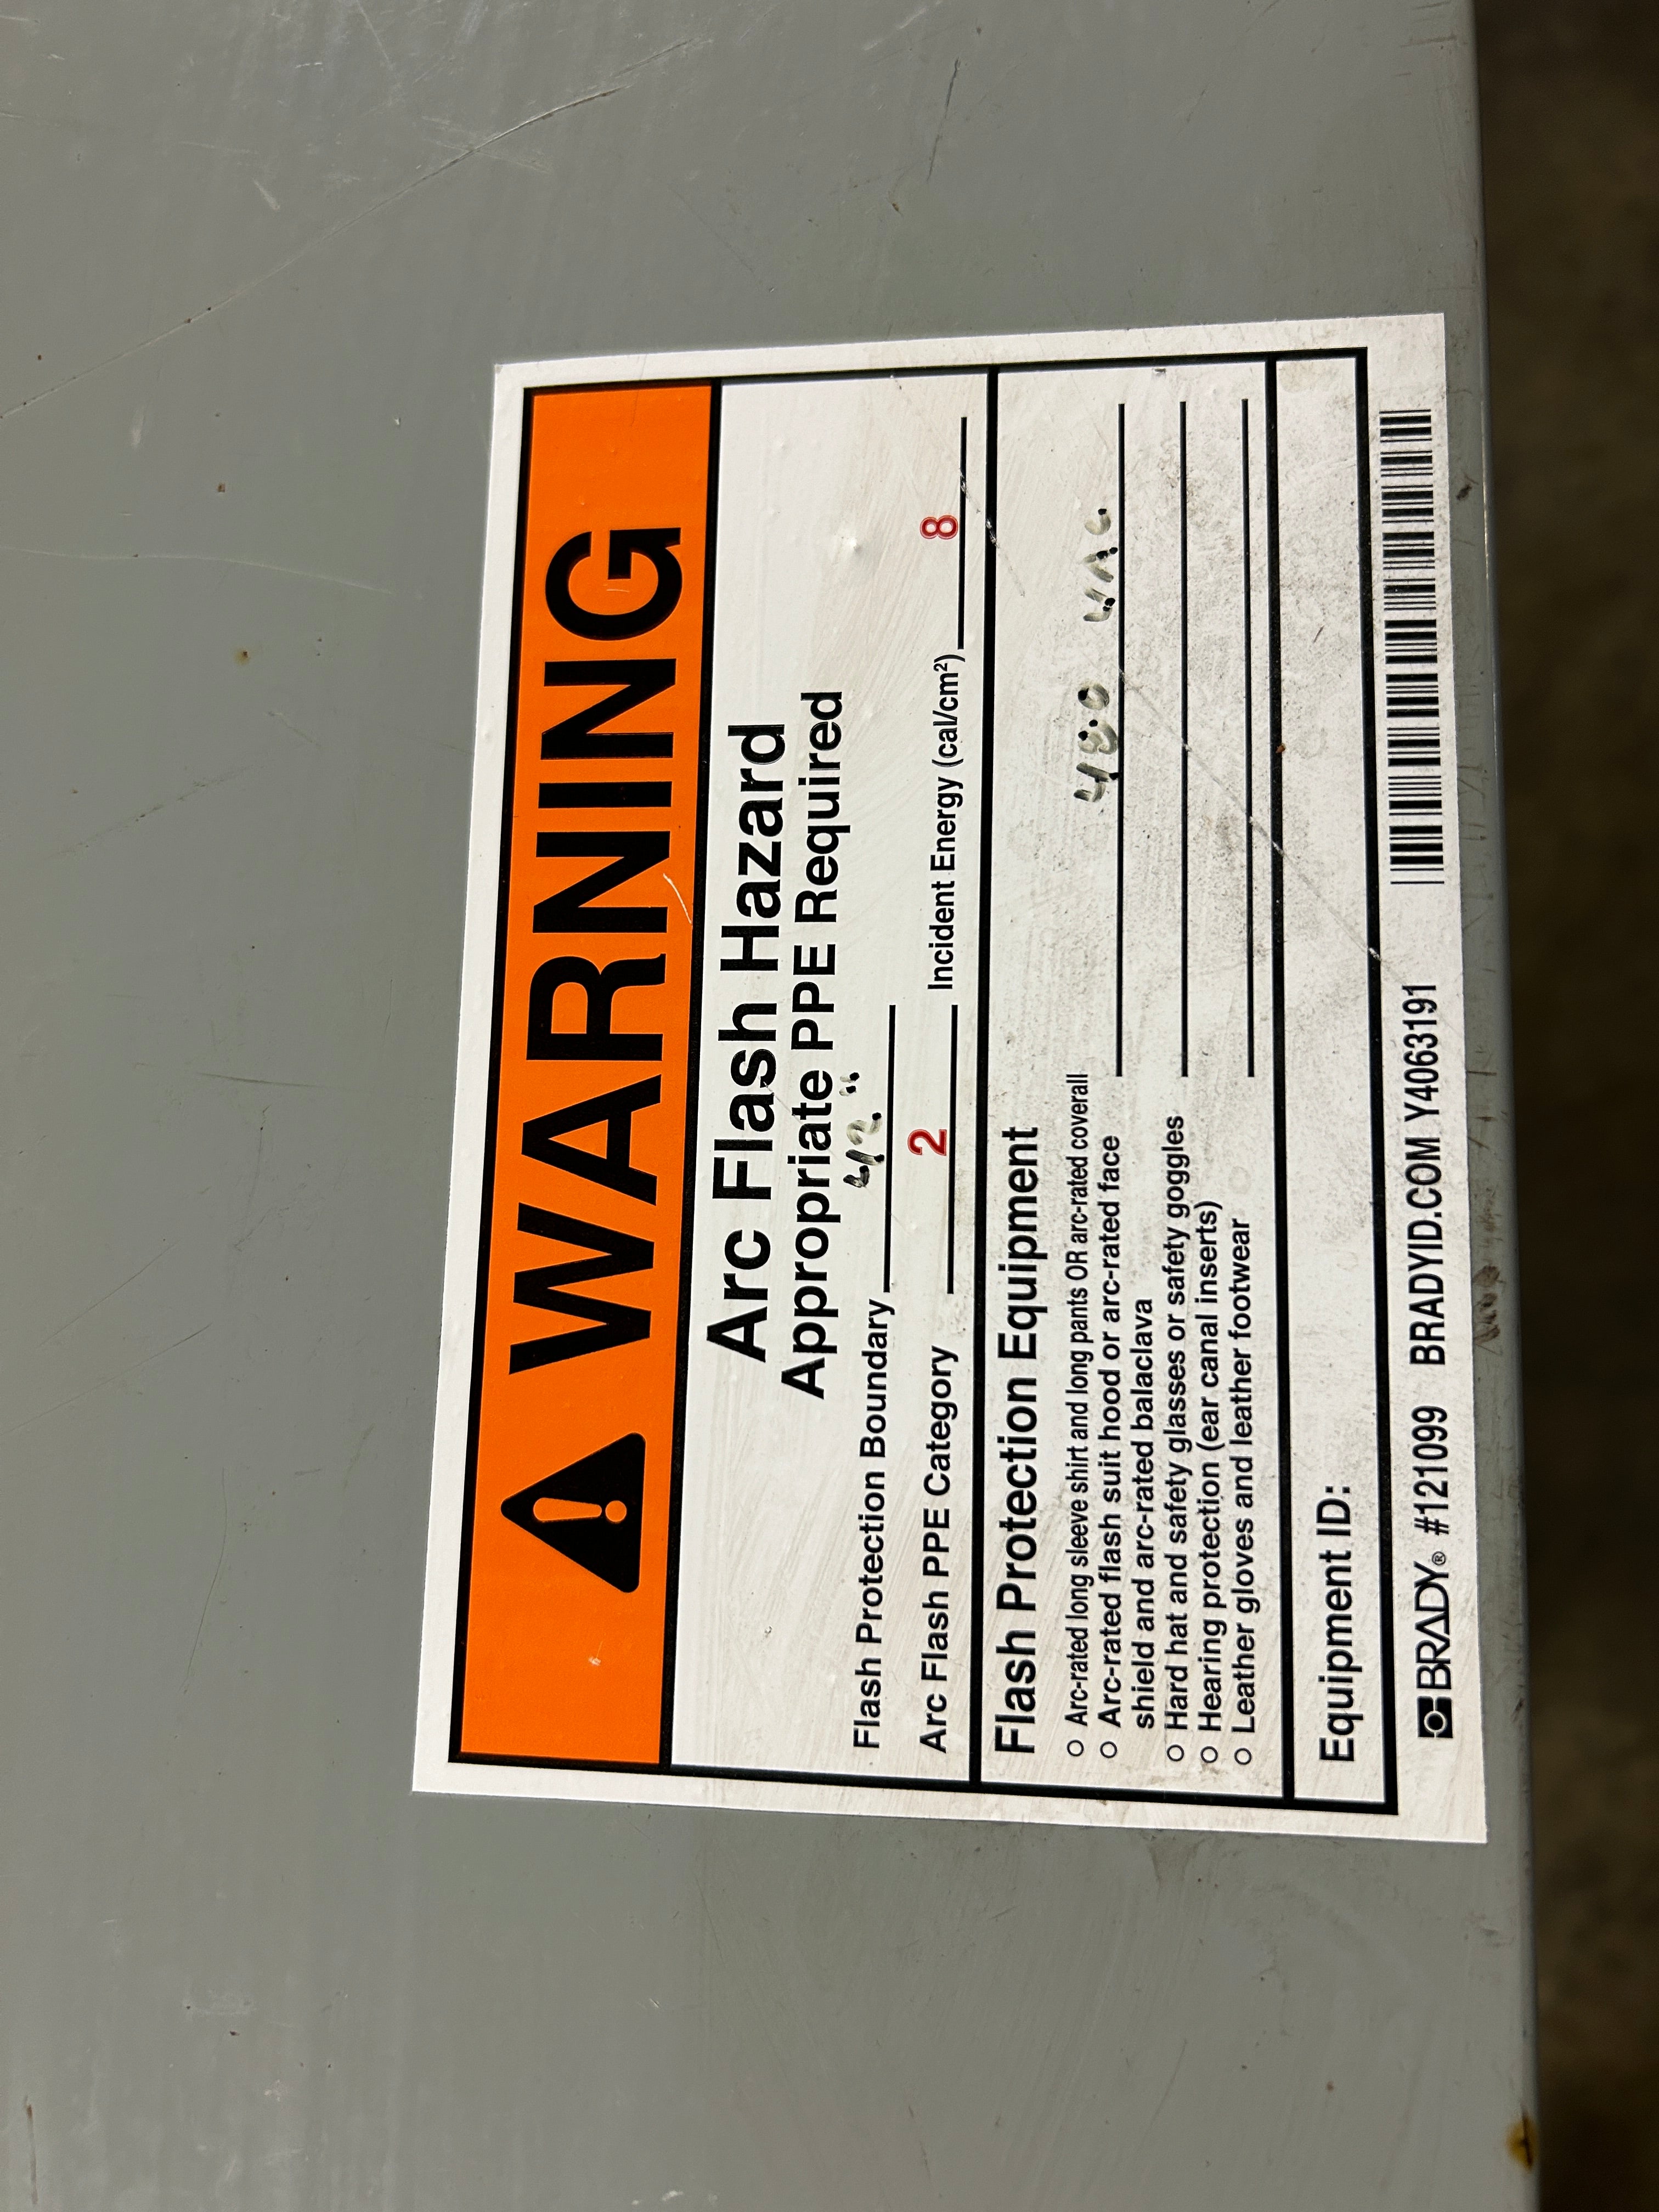 WARNING
Arc Flash Hazard
Appropriate PPE Required
Flash Protection Boundary 42"
Arc Flash PPE Category 2 Incident Energy (cal/cm²) 8
Flash Protection Equipment
Arc-rated long sleeve shirt and long pants OR arc-rated coverall
Arc-rated flash suit hood or arc-rated face
shield and arc-rated balaclava
Hard hat and safety glasses or safety goggles
Hearing protection (ear canal inserts)
Leather gloves and leather footwear
480 VAC
Equipment ID:
BRADY® #121099 BRADYID.COM Y4063191